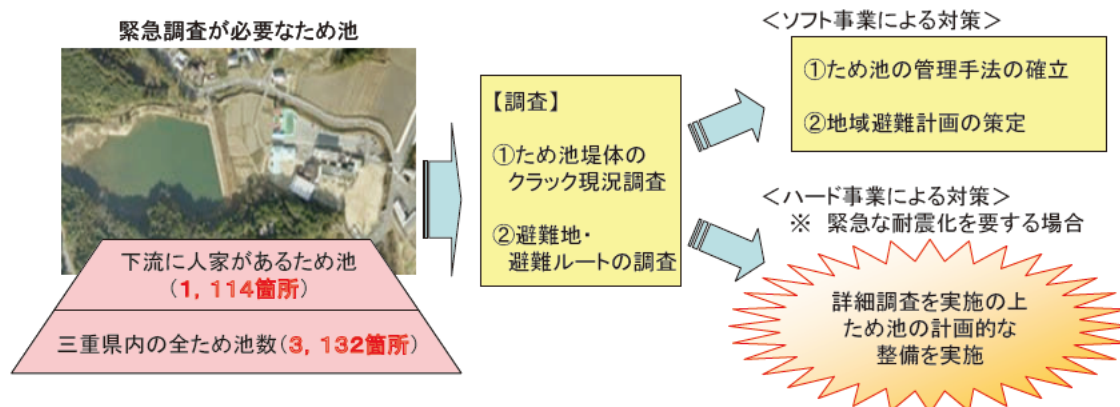 緊急調査が必要なため池
下流に人家があるため池
(1,114箇所)
三重県内の全ため池数(3,132箇所)
【調査】
①ため池堤体の
クラック現況調査
②避難地・
避難ルートの調査
＜ソフト事業による対策＞
①ため池の管理手法の確立
②地域避難計画の策定
＜ハード事業による対策＞
※ 緊急な耐震化を要する場合
詳細調査を実施の上
ため池の計画的な
整備を実施